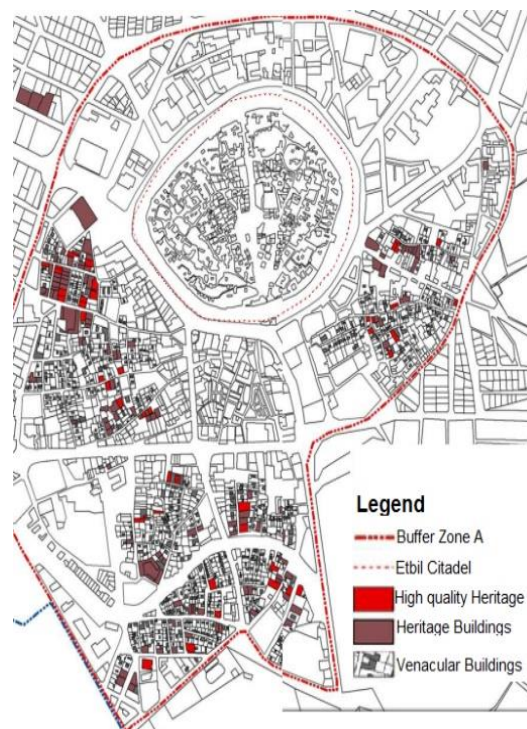 Legend
Buffer Zone A
Etbil Citadel
High quality Heritage
Heritage Buildings
Venacular Buildings